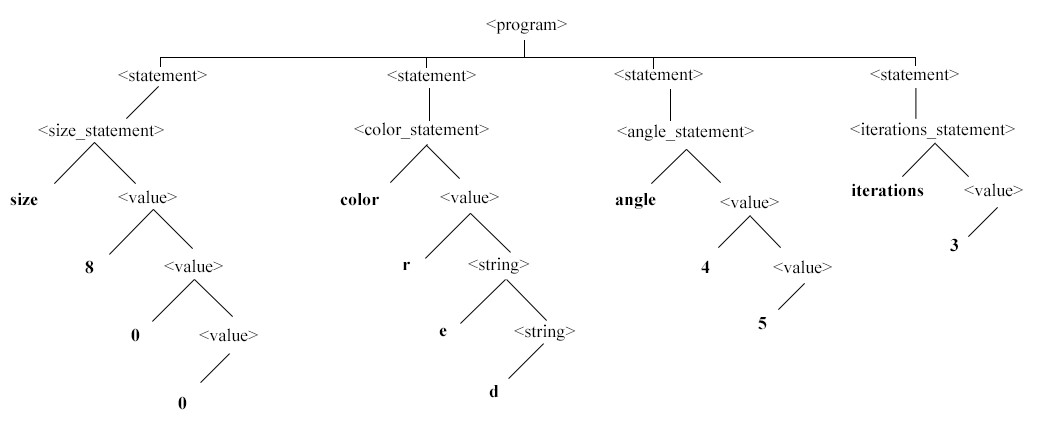 <program>
<statement> <statement> <statement> <statement>
<size_statement> <color_statement> <angle_statement> <iterations_statement>
size <value> color <value> angle <value> iterations <value>
8 <value> r <string> 4 <value> 3
0 <value> e <string> 5
0 d